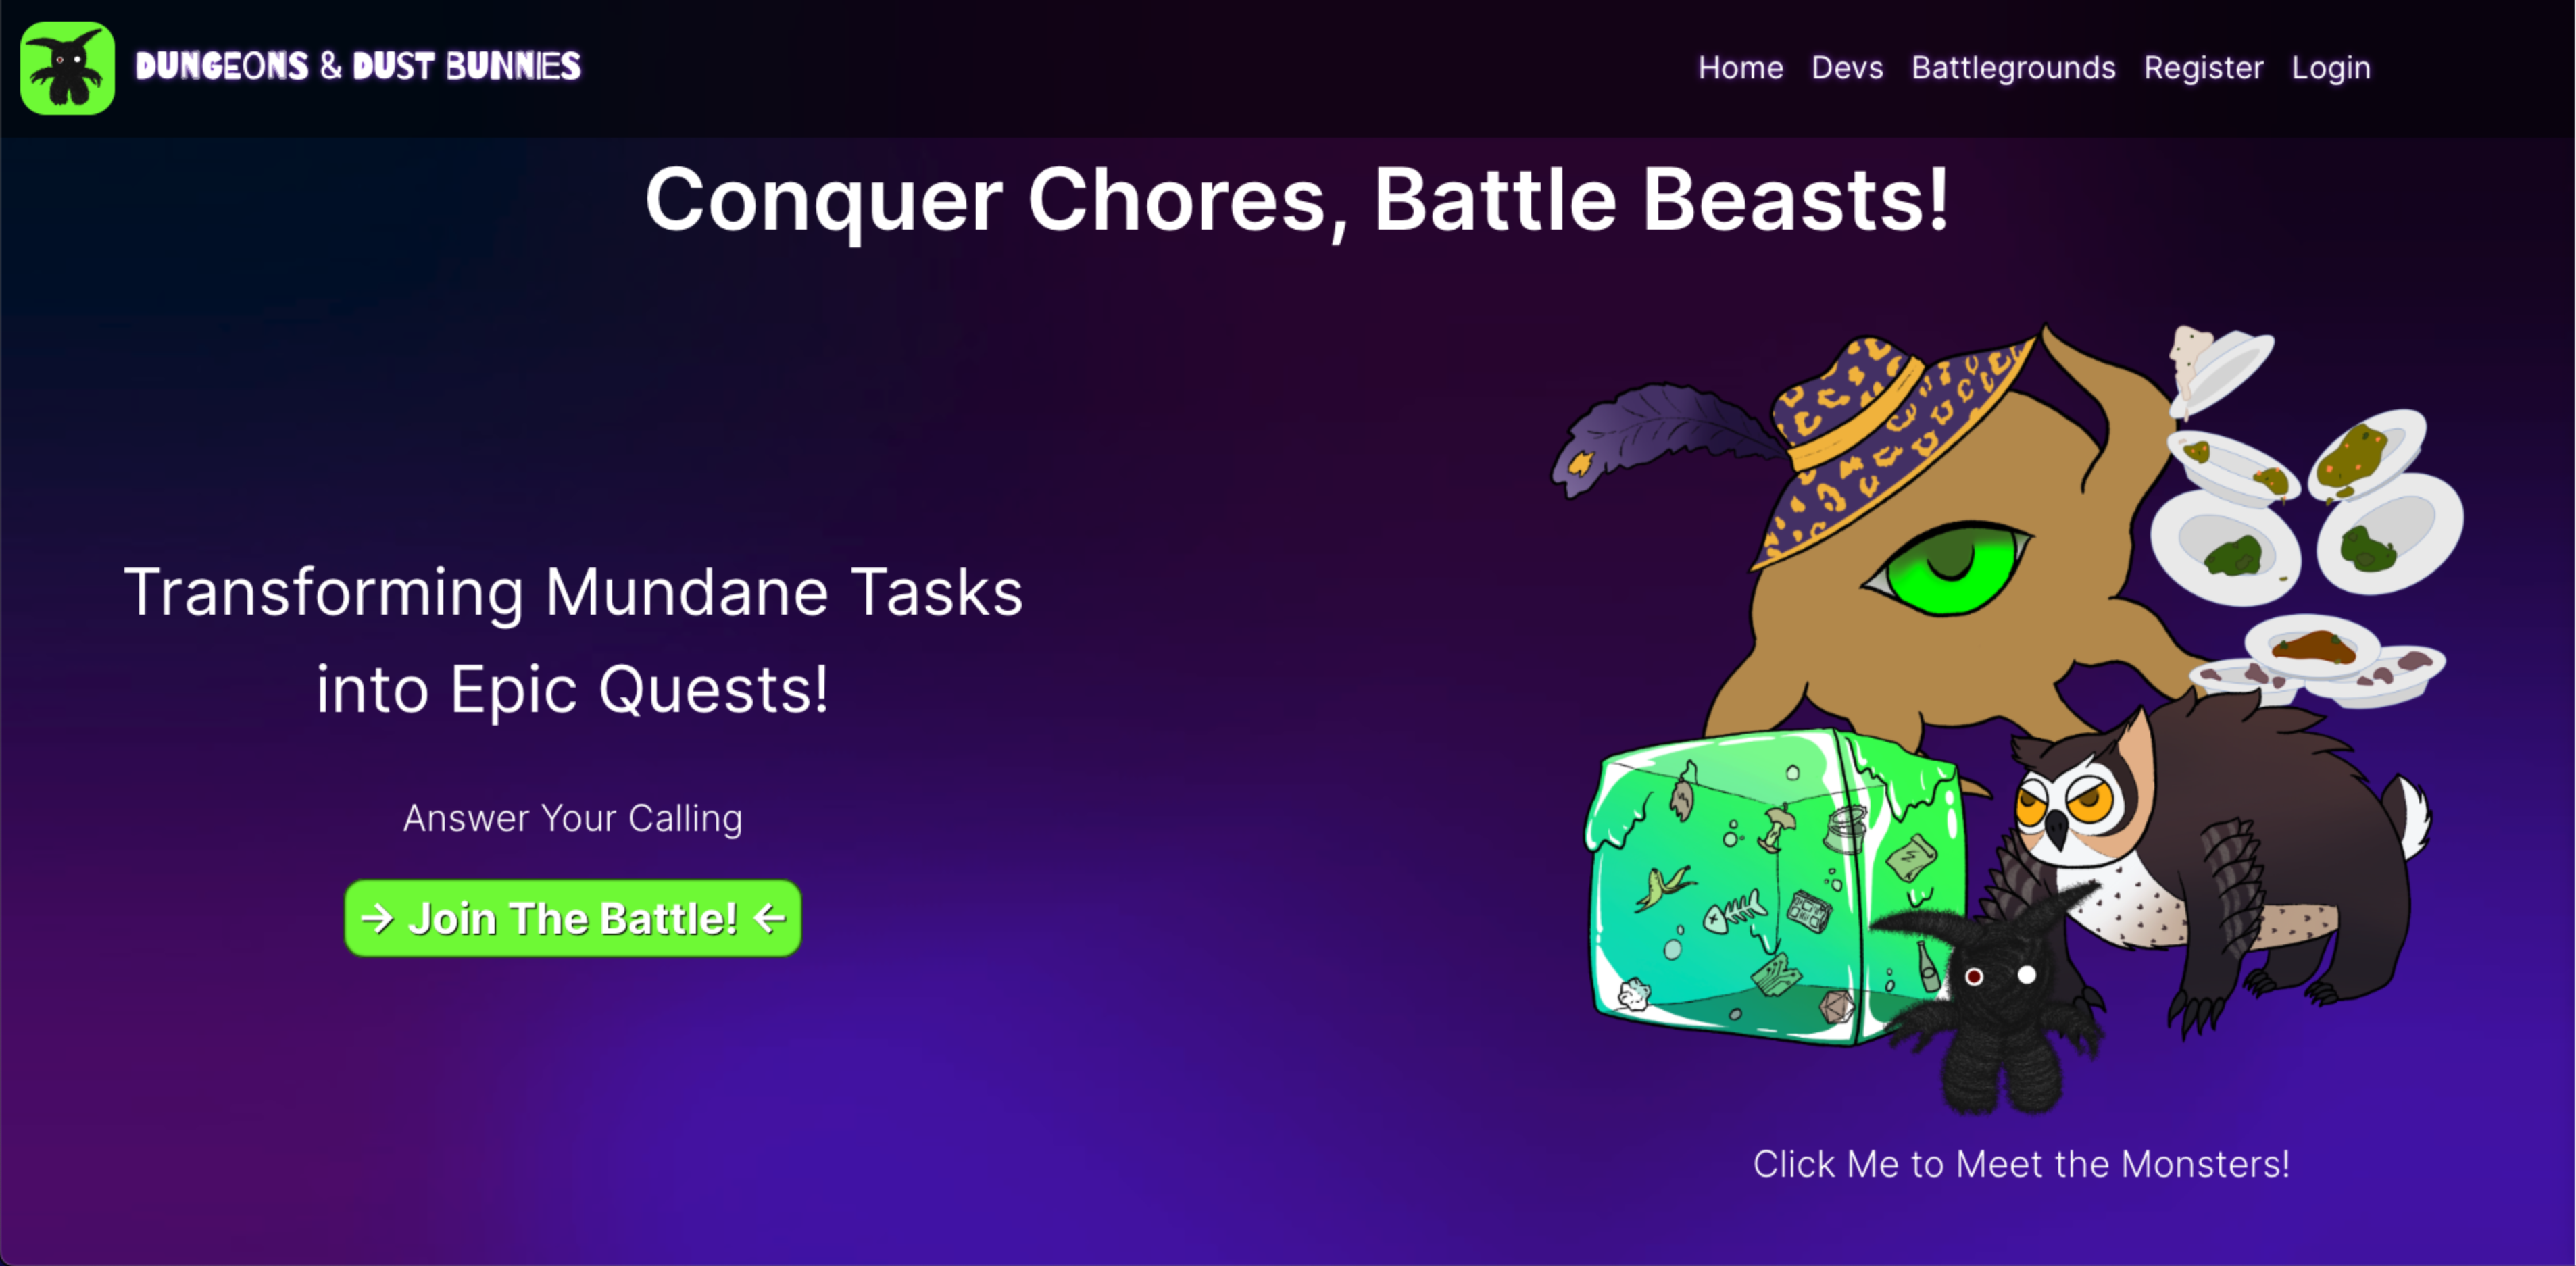 DUNGEONS & DUST BUNNIES
Home Devs Battlegrounds Register Login
Conquer Chores, Battle Beasts!
Transforming Mundane Tasks
into Epic Quests!
Answer Your Calling
→ Join The Battle! ←
Click Me to Meet the Monsters!